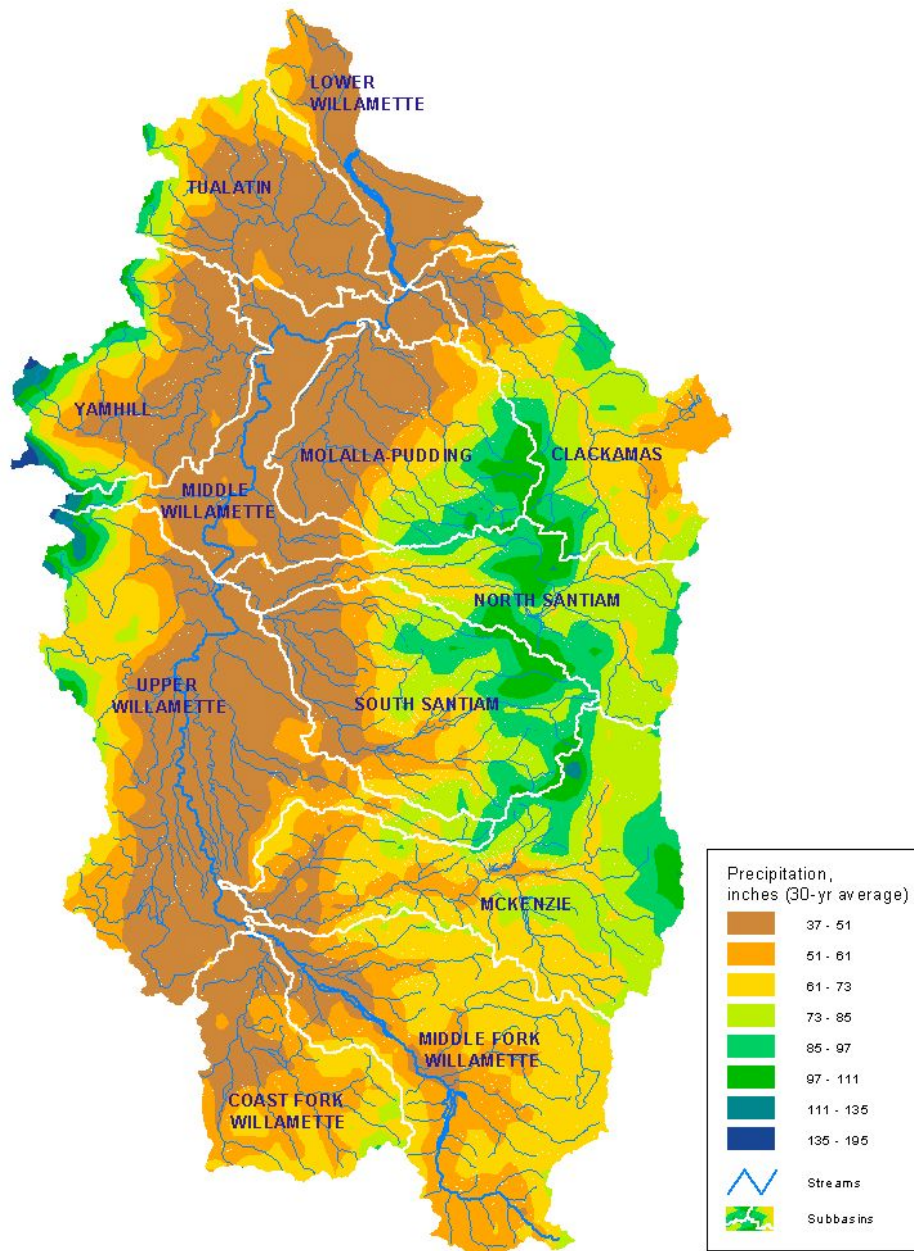 LOWER
WILLAMETTE
TUALATIN
YAMHILL
MOLALLA-PUDDING
CLACKAMAS
MIDDLE
WILLAMETTE
NORTH SANTIAM
UPPER
WILLAMETTE
SOUTH SANTIAM
MCKENZIE
MIDDLE FORK
WILLAMETTE
COAST FORK
WILLAMETTE
Precipitation,
inches (30-yr average)
37 - 51
51 - 61
61 - 73
73 - 85
85 - 97
97 - 111
111 - 135
135 - 195
Streams
Subbasins